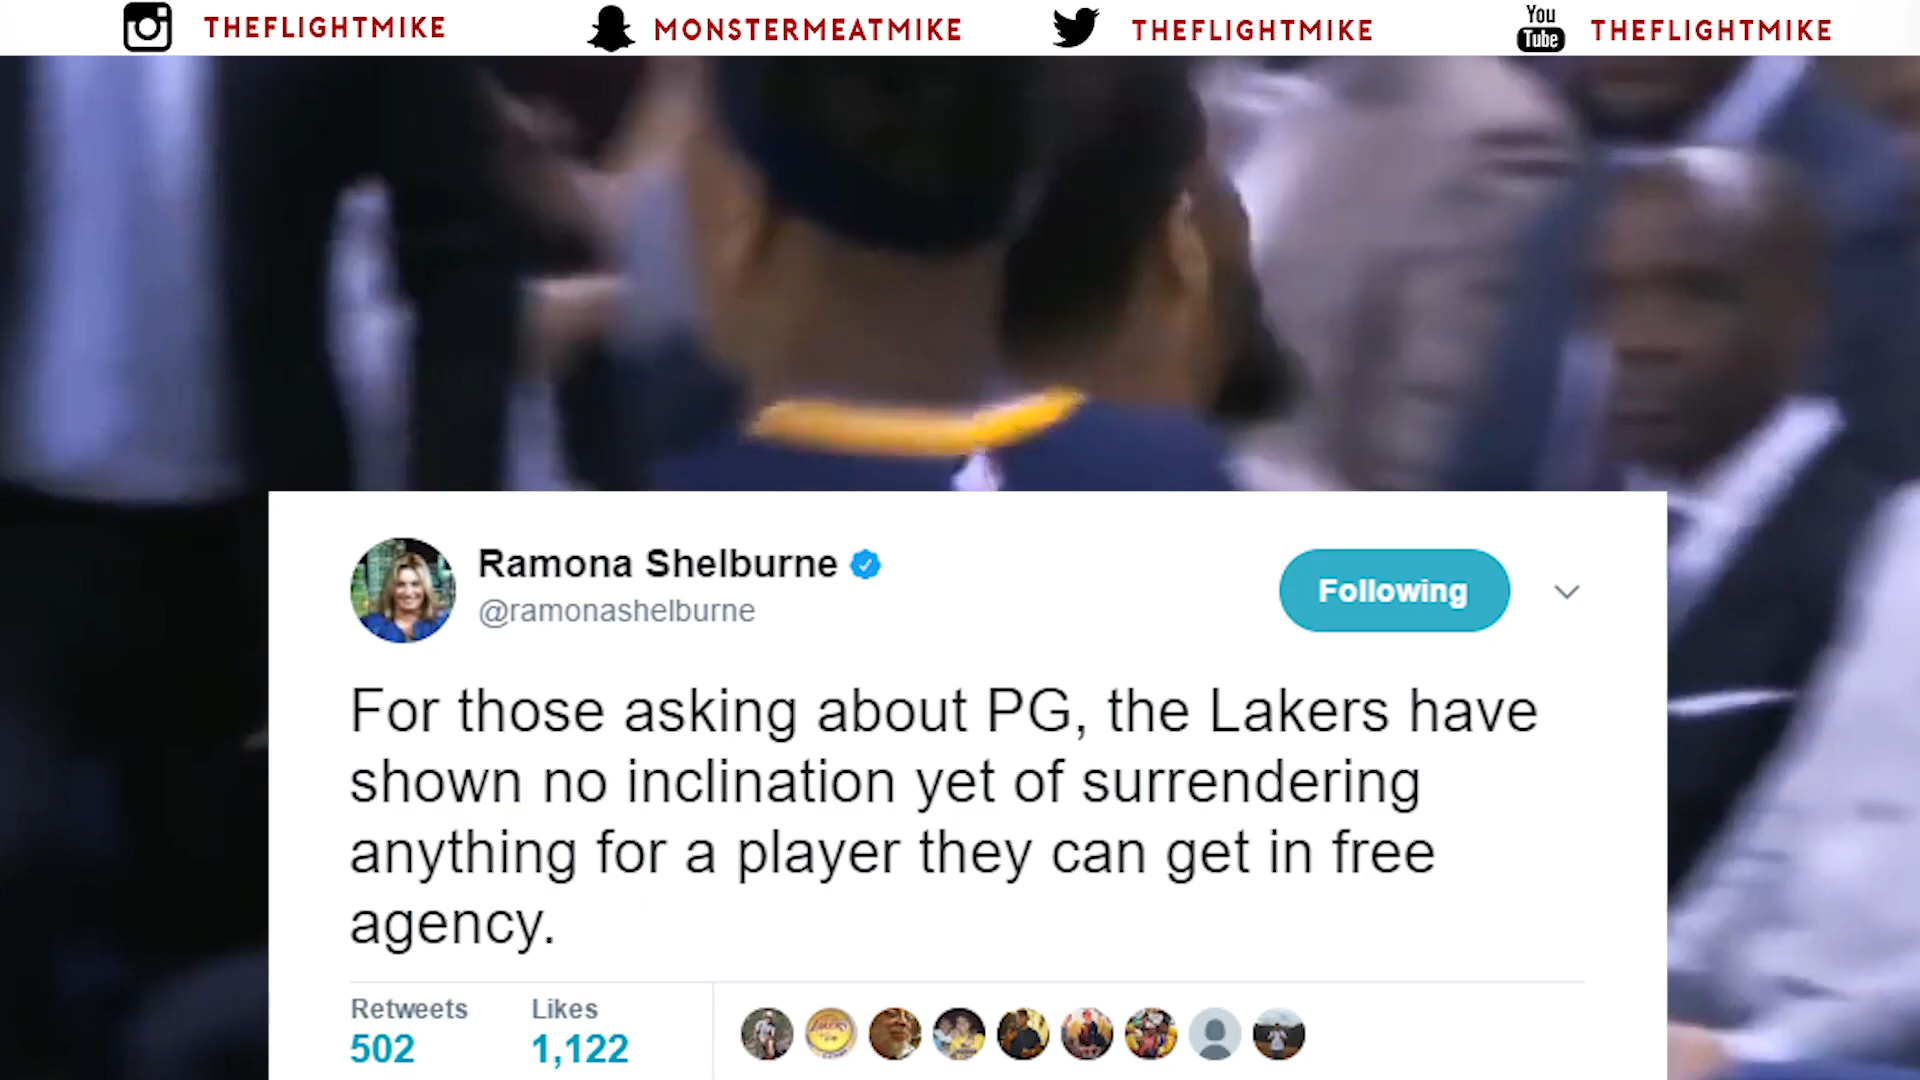 THEFLIGHTMIKE MONSTERMEATMIKE THEFLIGHTMIKE You Tube THEFLIGHTMIKE
Ramona Shelburne
@ramonashelburne
Following
For those asking about PG, the Lakers have
shown no inclination yet of surrendering
anything for a player they can get in free
agency.
Retweets Likes
502 1,122